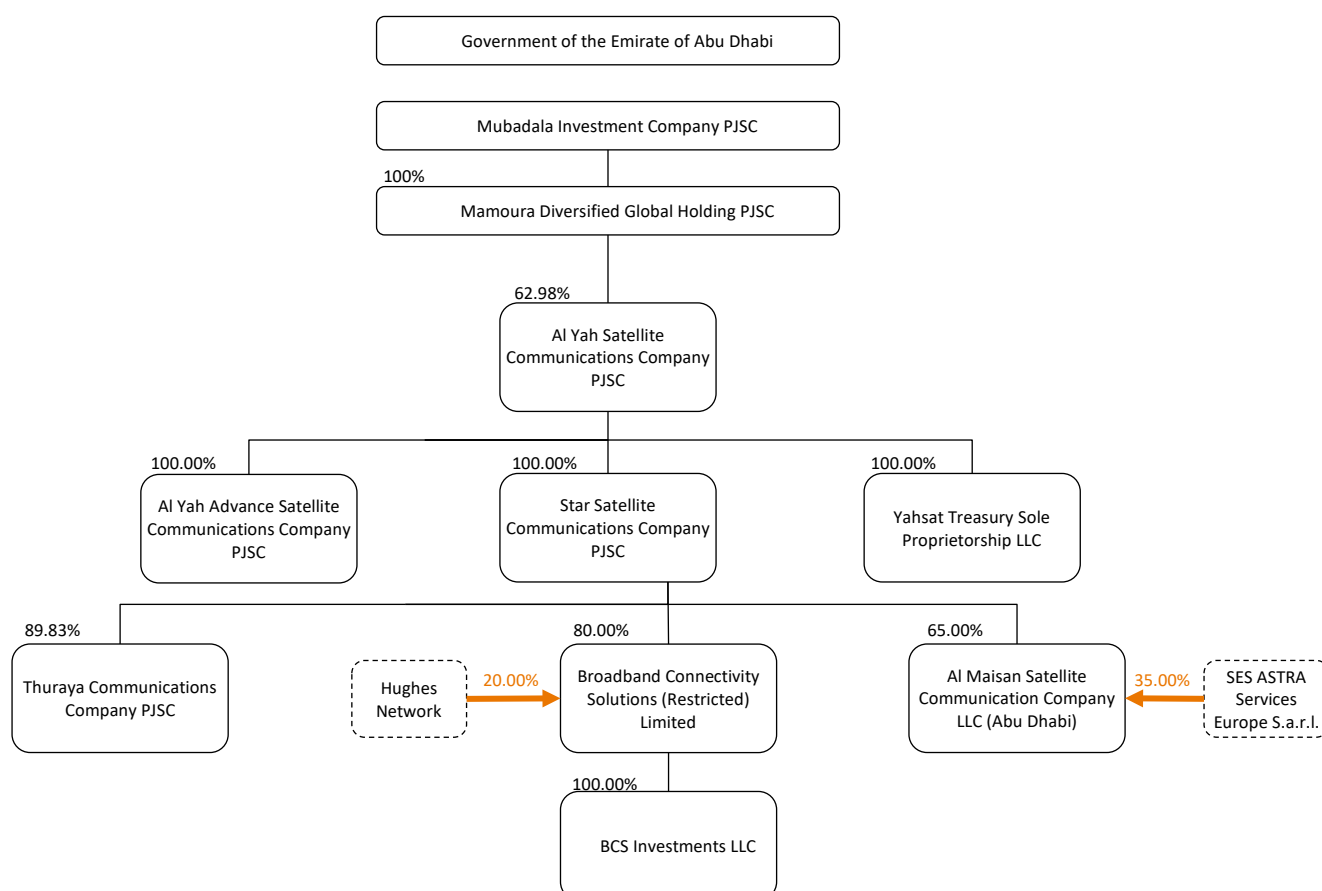 Government of the Emirate of Abu Dhabi
Mubadala Investment Company PJSC
100%
Mamoura Diversified Global Holding PJSC
62.98%
Al Yah Satellite
Communications Company
PJSC
100.00%
Al Yah Advance Satellite
Communications Company
PJSC
100.00%
Star Satellite
Communications Company
PJSC
100.00%
Yahsat Treasury Sole
Proprietorship LLC
89.83%
Thuraya Communications
Company PJSC
Hughes
Network
20.00%
80.00%
Broadband Connectivity
Solutions (Restricted)
Limited
65.00%
Al Maisan Satellite
Communication Company
LLC (Abu Dhabi)
35.00%
SES ASTRA
Services
Europe S.a.r.l.
100.00%
BCS Investments LLC